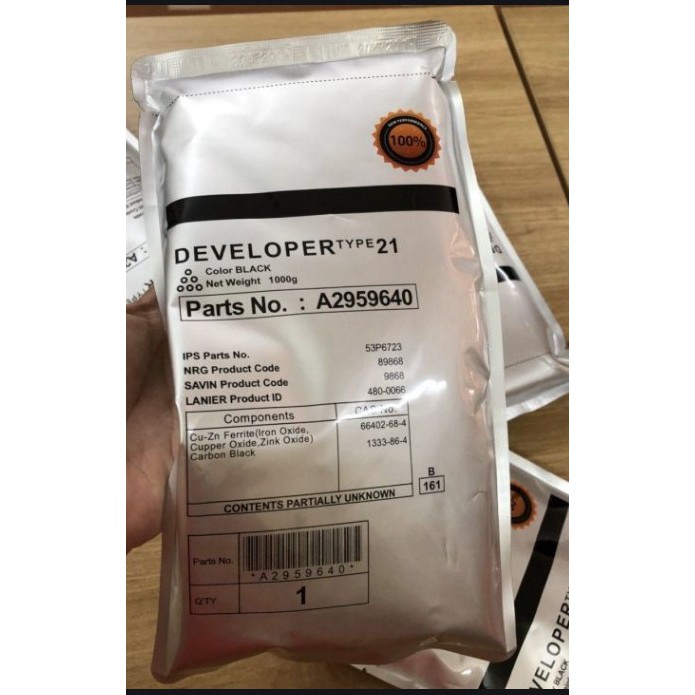 100%
DEVELOPER TYPE 21
Color BLACK
Net Weight 1000g
Parts No. : A2959640
IPS Parts No. 53P6723
NRG Product Code 89868
SAVIN Product Code 9868
LANIER Product ID 480-0066
Components CAS No.
Cu-Zn Ferrite(Iron Oxide, 66402-68-4
Cupper Oxide,Zink Oxide) 1333-86-4
Carbon Black
CONTENTS PARTIALLY UNKNOWN
B
161
Parts No.
*A2959640*
Q'TY 1
VELOPER
BLACK